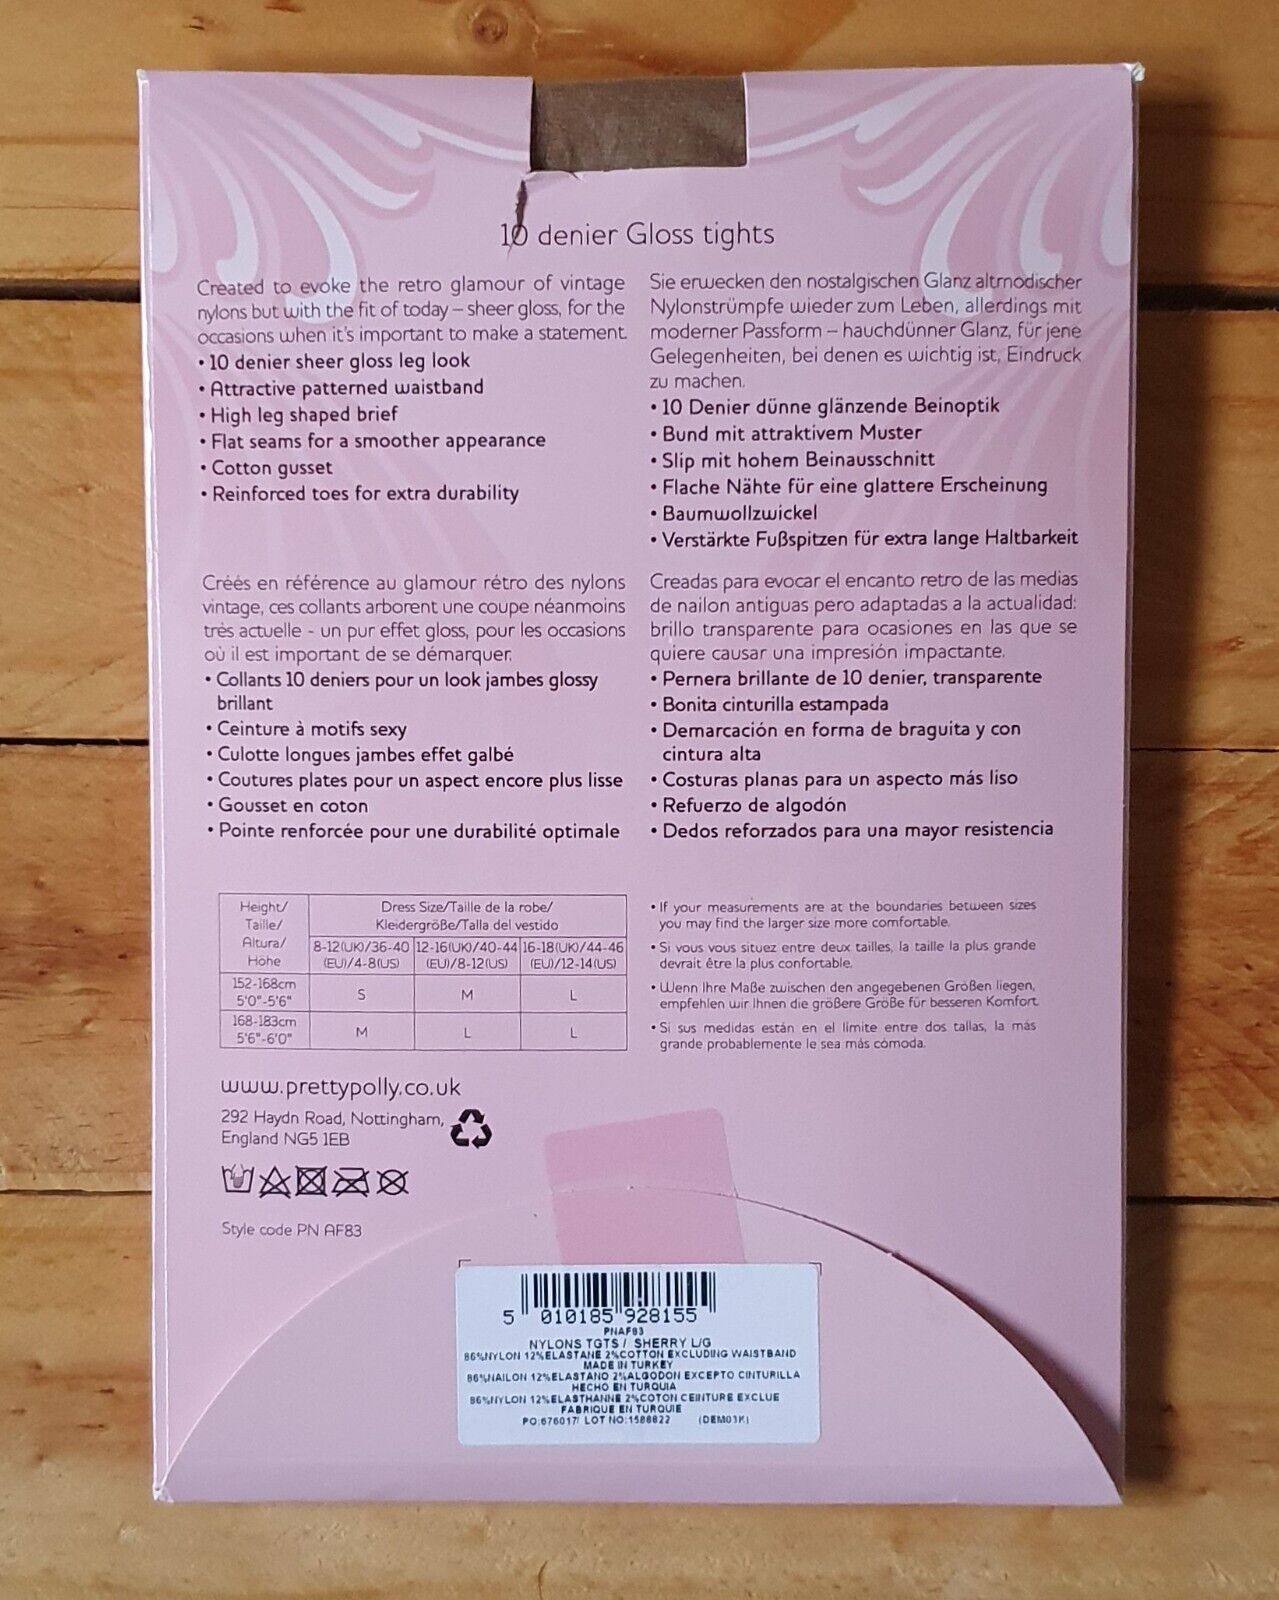 10 denier Gloss tights
Created to evoke the retro glamour of vintage
nylons but with the fit of today – sheer gloss, for the
occasions when it's important to make a statement.
• 10 denier sheer gloss leg look
• Attractive patterned waistband
• High leg shaped brief
• Flat seams for a smoother appearance
• Cotton gusset
• Reinforced toes for extra durability
Sie erwecken den nostalgischen Glanz altmodischer
Nylonstrümpfe wieder zum Leben, allerdings mit
moderner Passform – hauchdünner Glanz, für jene
Gelegenheiten, bei denen es wichtig ist, Eindruck
zu machen.
• 10 Denier dünne glänzende Beinoptik
• Bund mit attraktivem Muster
• Slip mit hohem Beinausschnitt
• Flache Nähte für eine glattere Erscheinung
• Baumwollzwickel
• Verstärkte Fußspitzen für extra lange Haltbarkeit
Créés en référence au glamour rétro des nylons
vintage, ces collants arborent une coupe néanmoins
très actuelle - un pur effet gloss, pour les occasions
où il est important de se démarquer.
• Collants 10 deniers pour un look jambes glossy
brillant
• Ceinture à motifs sexy
• Culotte longues jambes effet galbé
• Coutures plates pour un aspect encore plus lisse
• Gousset en coton
• Pointe renforcée pour une durabilité optimale
Creadas para evocar el encanto retro de las medias
de nailon antiguas pero adaptadas a la actualidad:
brillo transparente para ocasiones en las que se
quiere causar una impresión impactante.
• Pernera brillante de 10 denier, transparente
• Bonita cinturilla estampada
• Demarcación en forma de braguita y con
cintura alta
• Costuras planas para un aspecto más liso
• Refuerzo de algodón
• Dedos reforzados para una mayor resistencia
Height/
Taille/
Altura/
Höhe
Dress Size/Taille de la robe/
Kleidergröße/Talla del vestido
8-12(UK)/36-40 12-16(UK)/40-44 16-18(UK)/44-46
(EU)/4-8(US) (EU)/8-12(US) (EU)/12-14(US)
152-168cm
5'0"-5'6" S M L
168-183cm
5'6"-6'0" M L L
• If your measurements are at the boundaries between sizes
you may find the larger size more comfortable.
• Si vous vous situez entre deux tailles, la taille la plus grande
devrait être la plus confortable.
• Wenn Ihre Maße zwischen den angegebenen Größen liegen,
empfehlen wir Ihnen die größere Größe für besseren Komfort.
• Si sus medidas están en el límite entre dos tallas, la más
grande probablemente le sea más cómoda.
www.prettypolly.co.uk
292 Haydn Road, Nottingham,
England NG5 1EB
Style code PN AF83
5 010185 928155
PNAF83
NYLONS TGTS / SHERRY L/G
86%NYLON 12%ELASTANE 2%COTTON EXCLUDING WAISTBAND
MADE IN TURKEY
86%NAILON 12%ELASTANO 2%ALGODON EXCEPTO CINTURILLA
HECHO EN TURQUIA
86%NYLON 12%ELASTHANNE 2%COTON CEINTURE EXCLUE
FABRIQUE EN TURQUIE
PO:676017/ LOT NO:1586822 (DEM03K)